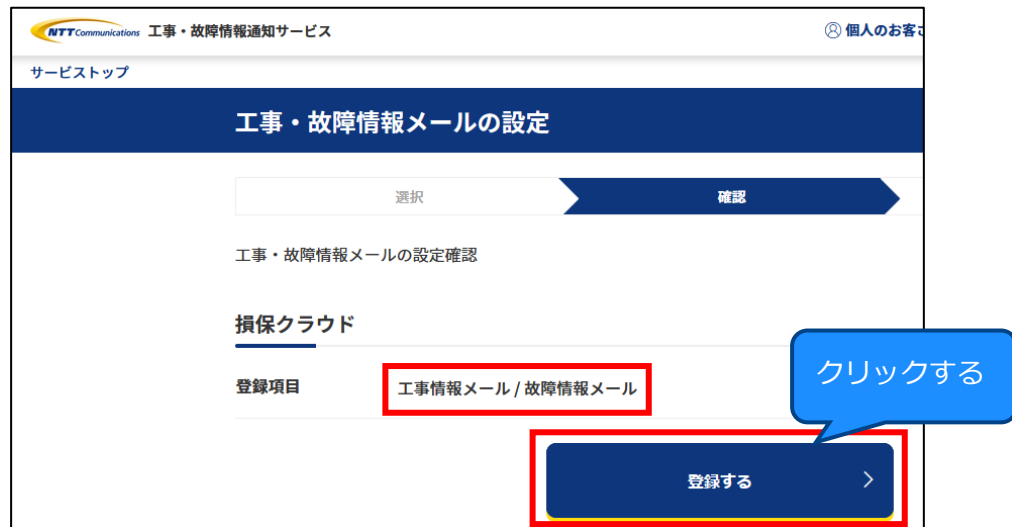 NTT Communications 工事・故障情報通知サービス
個人のお客さ
サービストップ
工事・故障情報メールの設定
選択
確認
工事・故障情報メールの設定確認
損保クラウド
登録項目
工事情報メール / 故障情報メール
クリックする
登録する